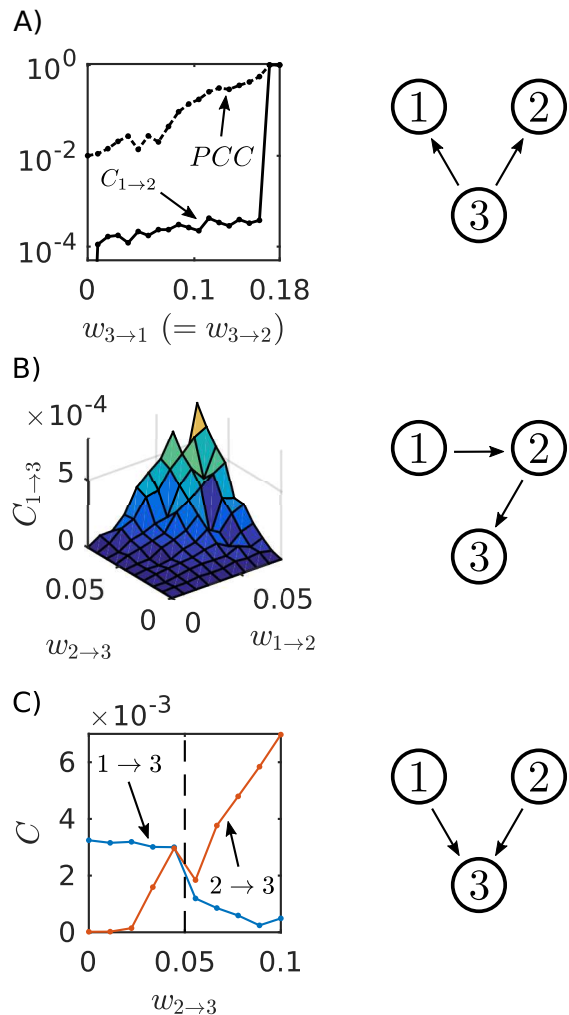 A)
10^0
10^-2
10^-4
PCC
C_{1→2}
0 0.1 0.18
w_{3→1} (= w_{3→2})
1 2
3
B)
×10^-4
5
0
C_{1→3}
0.05
0
0
0.05
w_{2→3}
w_{1→2}
1 2
3
C)
×10^-3
6
4
2
0
C
1 → 3
2 → 3
0 0.05 0.1
w_{2→3}
1 2
3